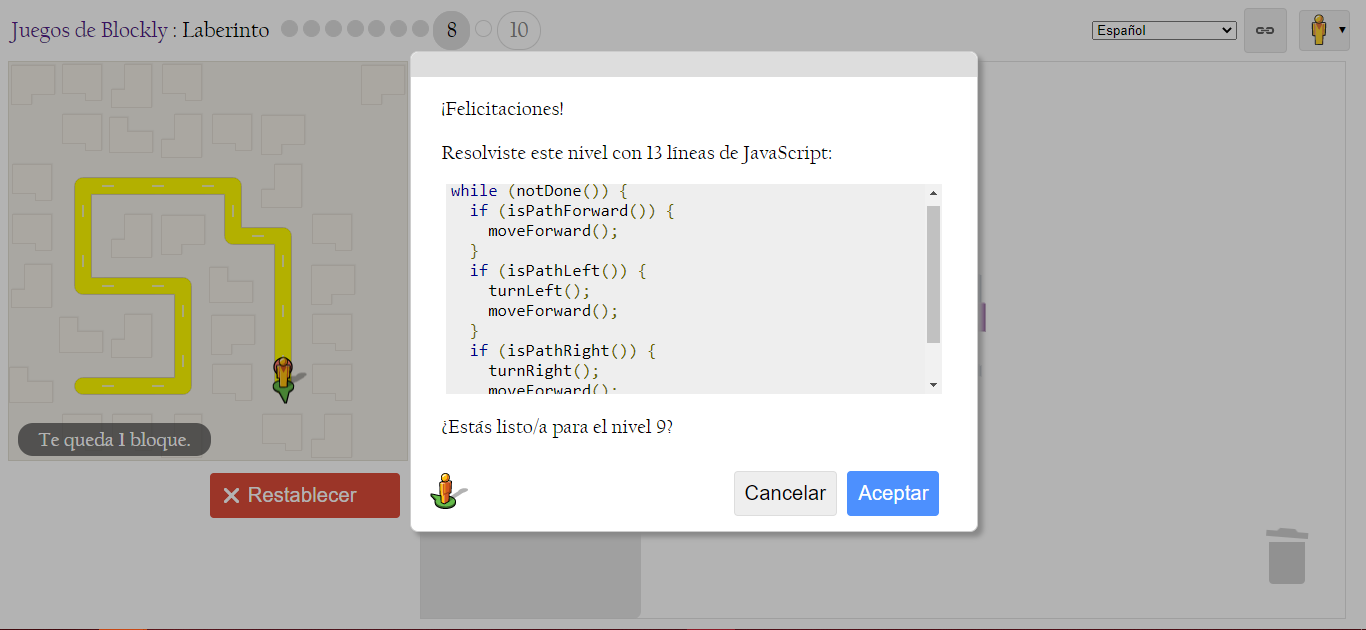 Juegos de Blockly : Laberinto 8 10 Español
¡Felicitaciones!
Resolviste este nivel con 13 líneas de JavaScript:
while (notDone()) {
  if (isPathForward()) {
    moveForward();
  }
  if (isPathLeft()) {
    turnLeft();
    moveForward();
  }
  if (isPathRight()) {
    turnRight();
    moveForward();
¿Estás listo/a para el nivel 9?
Te queda 1 bloque.
Restablecer
Cancelar Aceptar